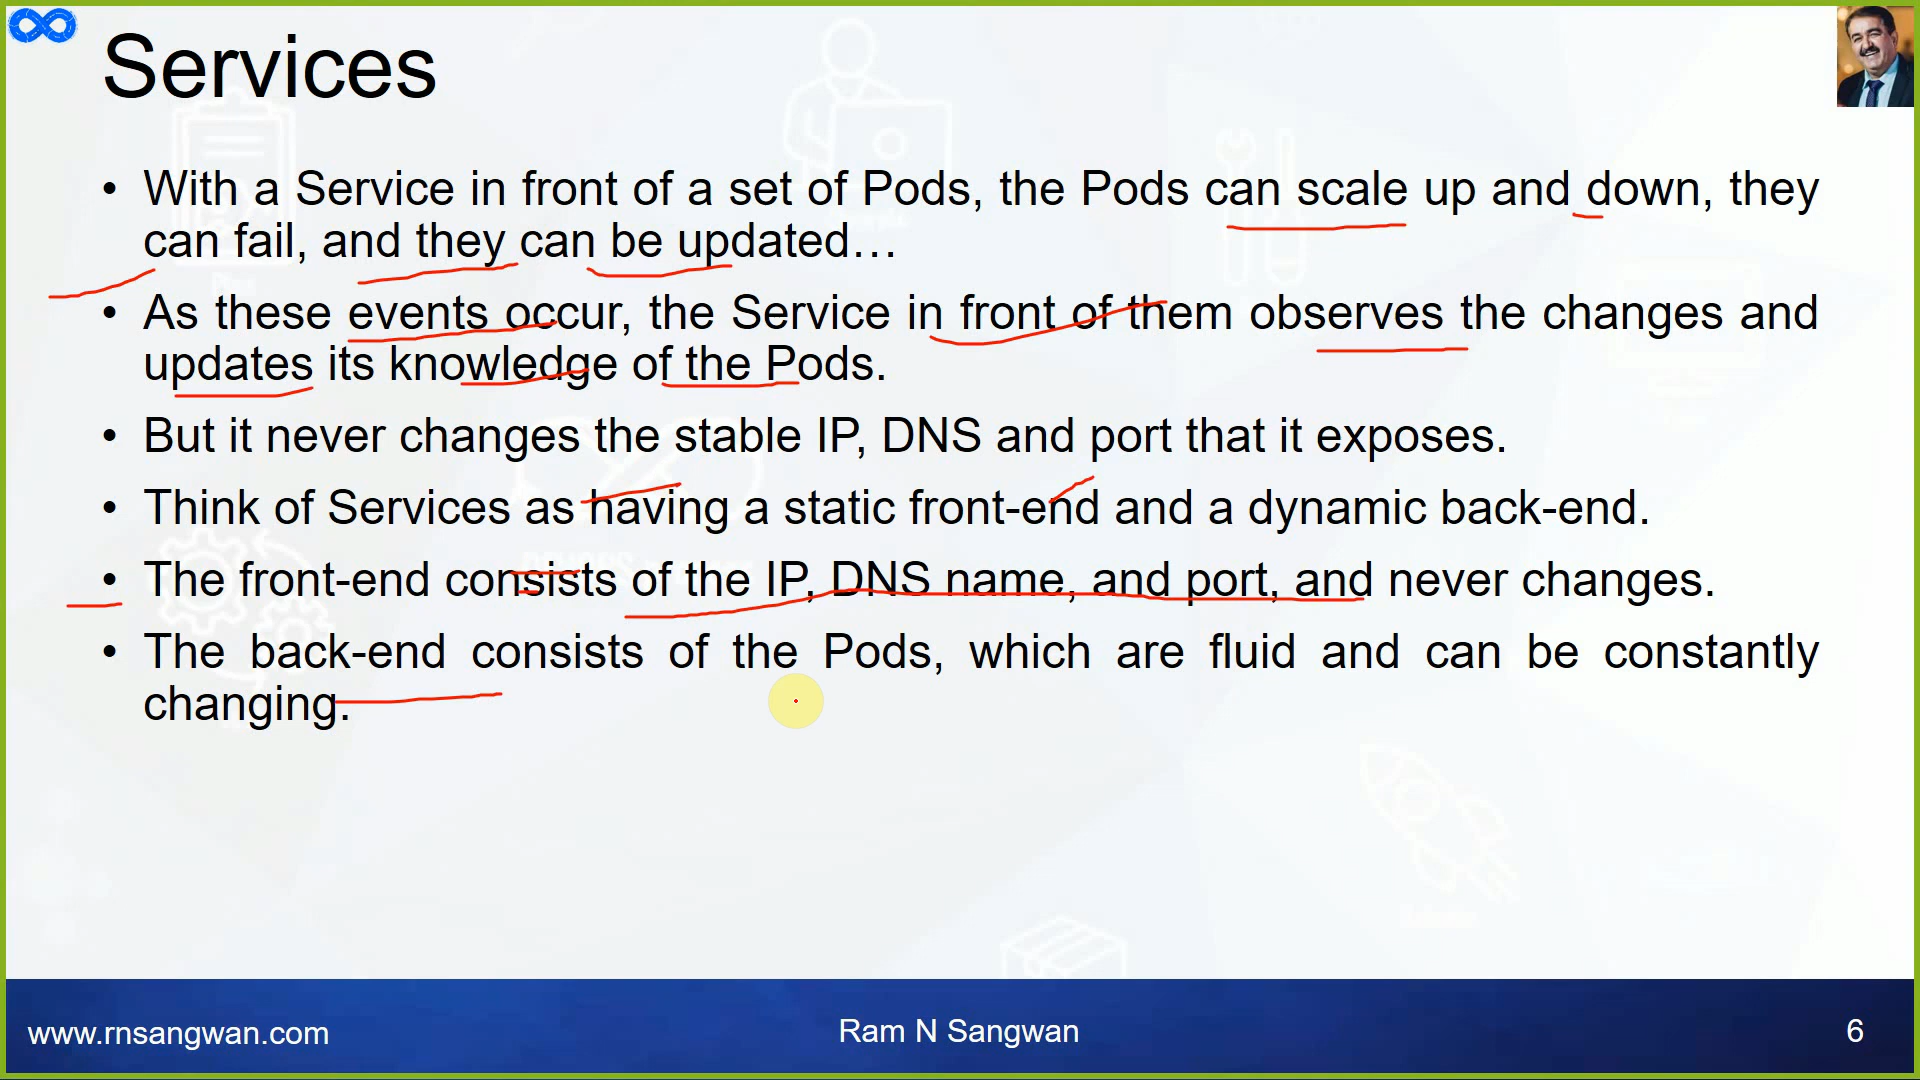 Services
• With a Service in front of a set of Pods, the Pods can scale up and down, they
can fail, and they can be updated…
• As these events occur, the Service in front of them observes the changes and
updates its knowledge of the Pods.
• But it never changes the stable IP, DNS and port that it exposes.
• Think of Services as having a static front-end and a dynamic back-end.
• The front-end consists of the IP, DNS name, and port, and never changes.
• The back-end consists of the Pods, which are fluid and can be constantly
changing.
www.rnsangwan.com
Ram N Sangwan
6